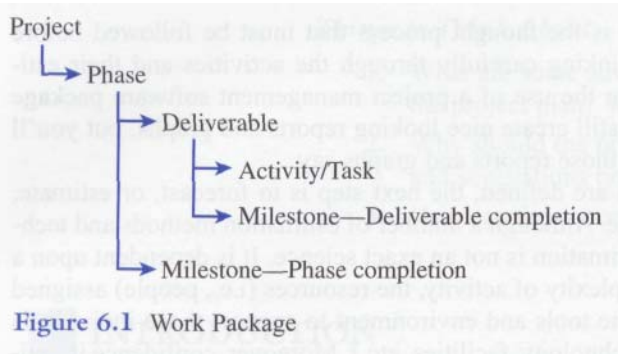 Project
Phase
Deliverable
Activity/Task
Milestone—Deliverable completion
Milestone—Phase completion
Figure 6.1 Work Package